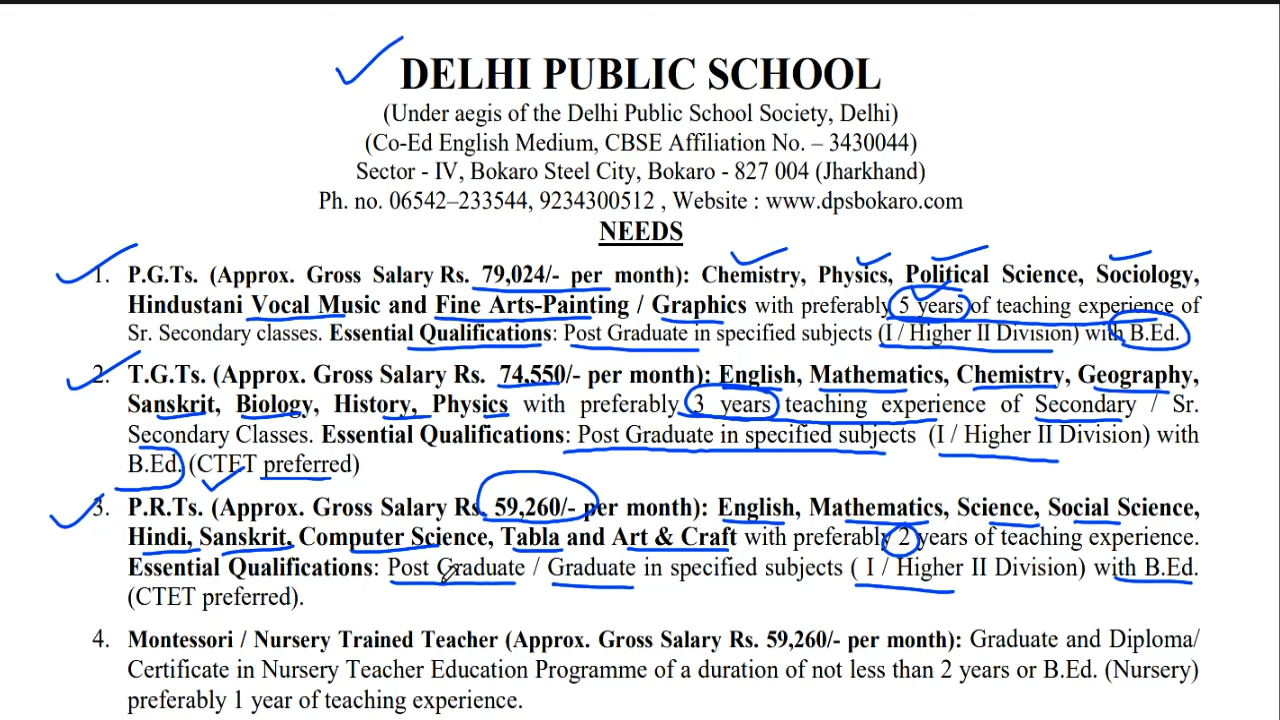 DELHI PUBLIC SCHOOL
(Under aegis of the Delhi Public School Society, Delhi)
(Co-Ed English Medium, CBSE Affiliation No. – 3430044)
Sector - IV, Bokaro Steel City, Bokaro - 827 004 (Jharkhand)
Ph. no. 06542–233544, 9234300512 , Website : www.dpsbokaro.com
NEEDS
1. P.G.Ts. (Approx. Gross Salary Rs. 79,024/- per month): Chemistry, Physics, Political Science, Sociology,
Hindustani Vocal Music and Fine Arts-Painting / Graphics with preferably 5 years of teaching experience of
Sr. Secondary classes. Essential Qualifications: Post Graduate in specified subjects (I / Higher II Division) with B.Ed.
2. T.G.Ts. (Approx. Gross Salary Rs. 74,550/- per month): English, Mathematics, Chemistry, Geography,
Sanskrit, Biology, History, Physics with preferably 3 years teaching experience of Secondary / Sr.
Secondary Classes. Essential Qualifications: Post Graduate in specified subjects (I / Higher II Division) with
B.Ed. (CTET preferred)
3. P.R.Ts. (Approx. Gross Salary Rs. 59,260/- per month): English, Mathematics, Science, Social Science,
Hindi, Sanskrit, Computer Science, Tabla and Art & Craft with preferably 2 years of teaching experience.
Essential Qualifications: Post Graduate / Graduate in specified subjects ( I / Higher II Division) with B.Ed.
(CTET preferred).
4. Montessori / Nursery Trained Teacher (Approx. Gross Salary Rs. 59,260/- per month): Graduate and Diploma/
Certificate in Nursery Teacher Education Programme of a duration of not less than 2 years or B.Ed. (Nursery)
preferably 1 year of teaching experience.